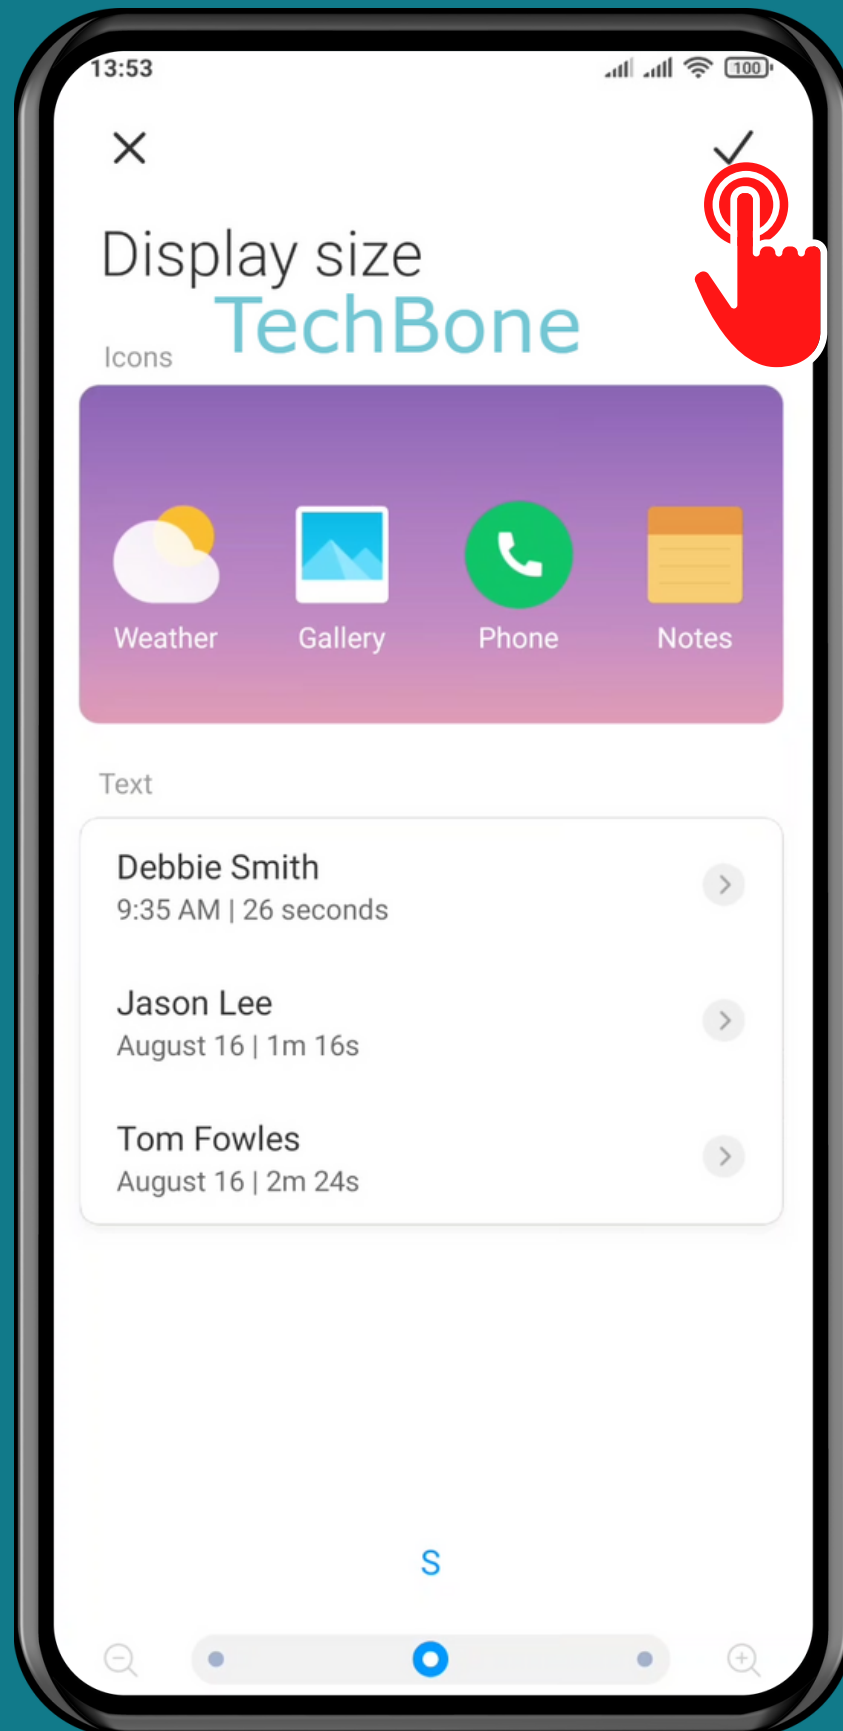 13:53
100
Display size
TechBone
Icons
Weather Gallery Phone Notes
Text
Debbie Smith
9:35 AM | 26 seconds
Jason Lee
August 16 | 1m 16s
Tom Fowles
August 16 | 2m 24s
S